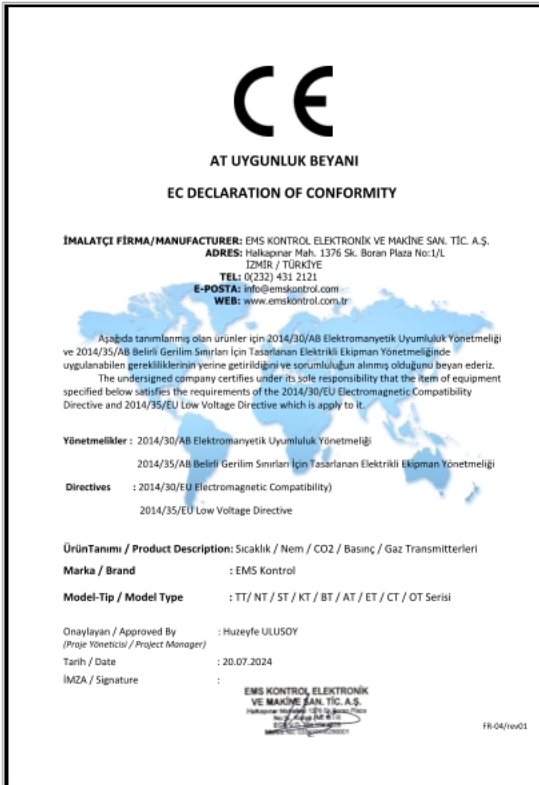 CE
AT UYGUNLUK BEYANI
EC DECLARATION OF CONFORMITY
İMALATÇI FİRMA/MANUFACTURER: EMS KONTROL ELEKTRONİK VE MAKİNE SAN. TİC. A.Ş.
ADRES: Halkapınar Mah. 1376 Sk. Boran Plaza No:1/L
İZMİR / TÜRKİYE
TEL: 0(232) 431 2121
E-POSTA: info@emskontrol.com
WEB: www.emskontrol.com.tr
Aşağıda tanımlanmış olan ürünler için 2014/30/AB Elektromanyetik Uyumluluk Yönetmeliği
ve 2014/35/AB Belirli Gerilim Sınırları İçin Tasarlanan Elektrikli Ekipman Yönetmeliğinde
uygulanabilen gerekliliklerinin yerine getirildiğini ve sorumluluğun alınmış olduğunu beyan ederiz.
The undersigned company certifies under its sole responsibility that the item of equipment
specified below satisfies the requirements of the 2014/30/EU Electromagnetic Compatibility
Directive and 2014/35/EU Low Voltage Directive which is apply to it.
Yönetmelikler : 2014/30/AB Elektromanyetik Uyumluluk Yönetmeliği
2014/35/AB Belirli Gerilim Sınırları İçin Tasarlanan Elektrikli Ekipman Yönetmeliği
Directives : 2014/30/EU Electromagnetic Compatibility)
2014/35/EU Low Voltage Directive
ÜrünTanımı / Product Description: Sıcaklık / Nem / CO2 / Basınç / Gaz Transmitterleri
Marka / Brand : EMS Kontrol
Model-Tip / Model Type : TT/ NT / ST / KT / BT / AT / ET / CT / OT Serisi
Onaylayan / Approved By : Huzeyfe ULUSOY
(Proje Yöneticisi / Project Manager)
Tarih / Date : 20.07.2024
İMZA / Signature :
EMS KONTROL ELEKTRONİK
VE MAKİNE SAN. TİC. A.Ş.
FR-04/rev01